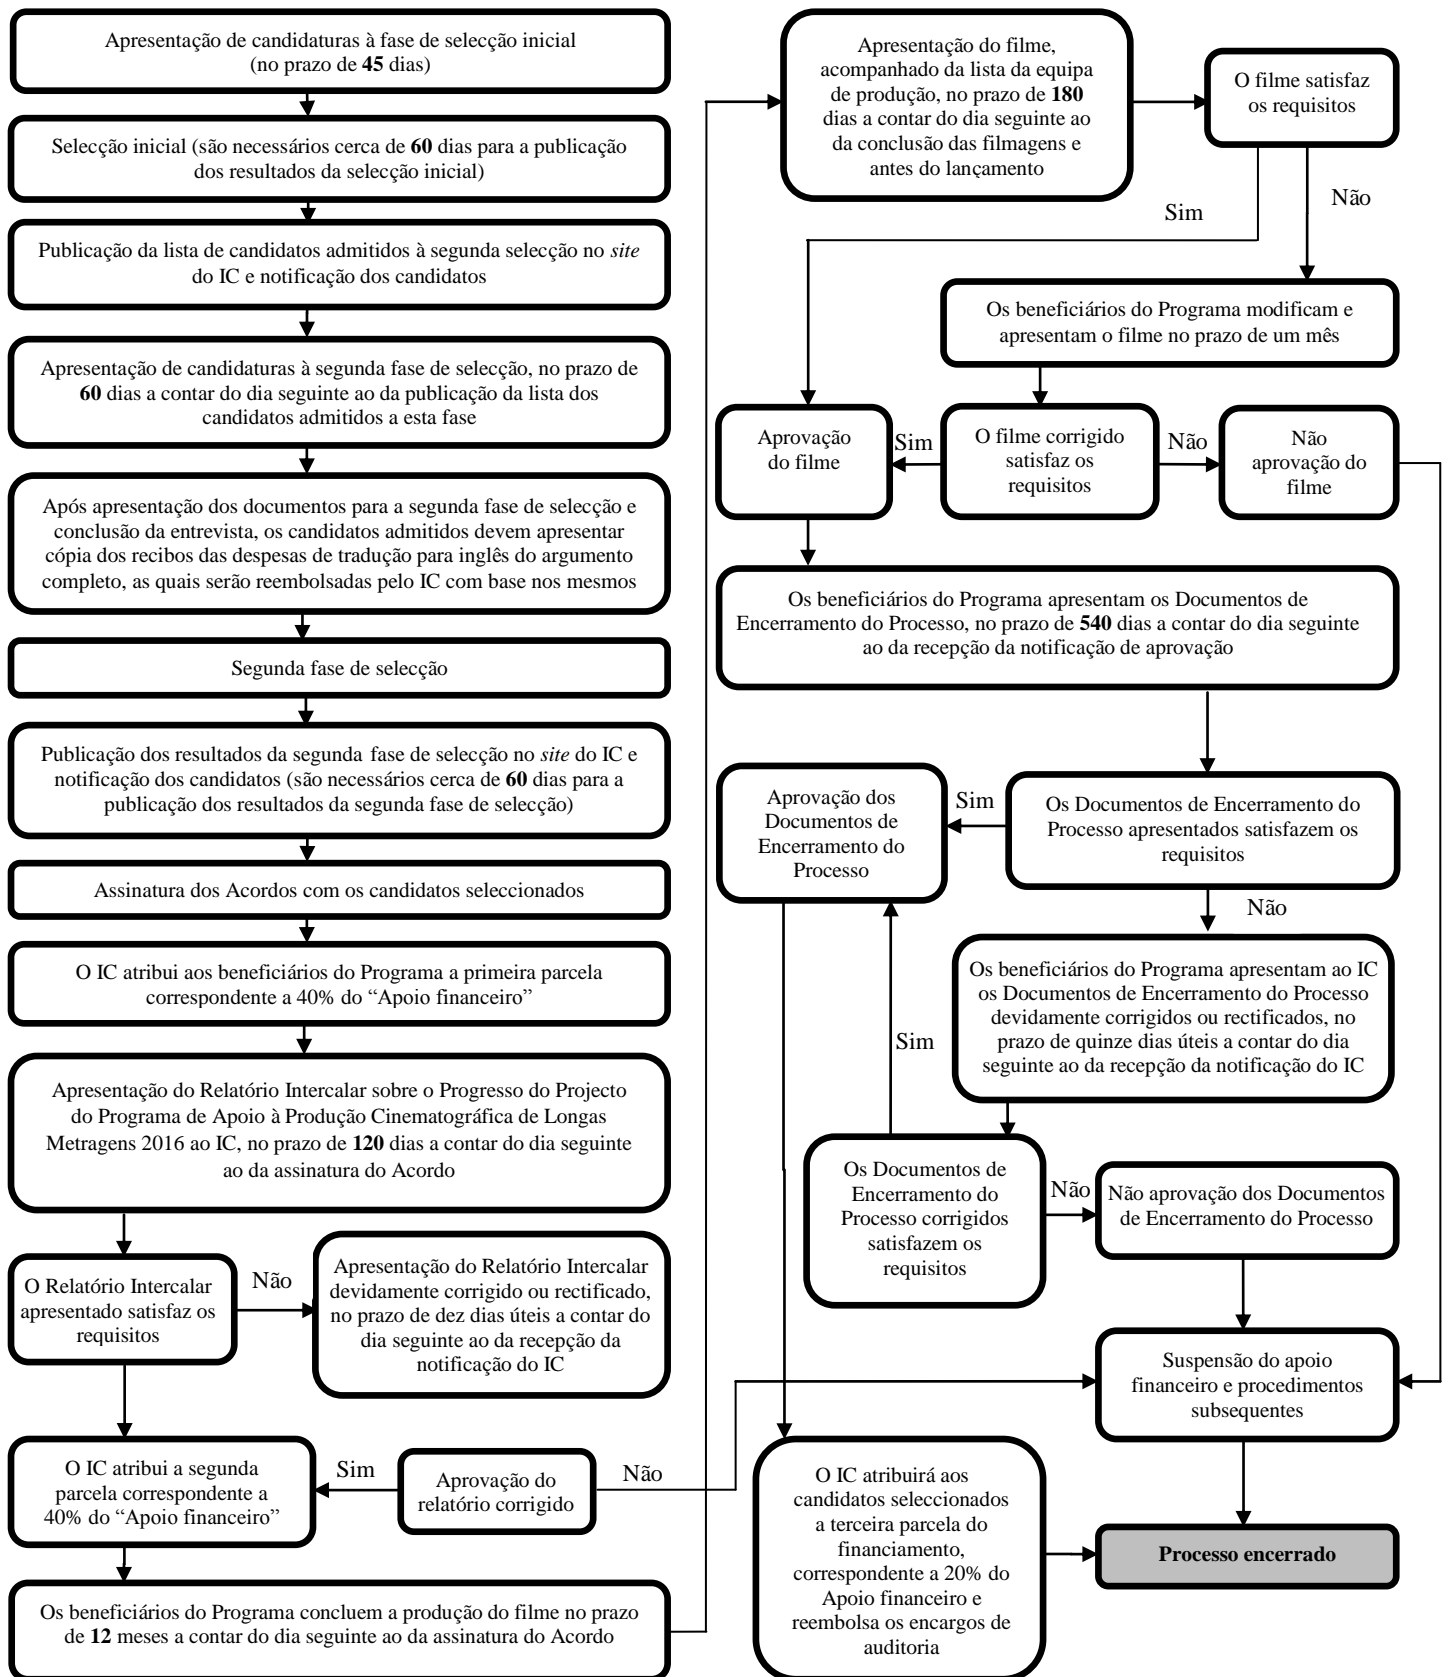 Apresentação de candidaturas à fase de selecção inicial
(no prazo de 45 dias)
Selecção inicial (são necessários cerca de 60 dias para a publicação
dos resultados da selecção inicial)
Publicação da lista de candidatos admitidos à segunda selecção no site
do IC e notificação dos candidatos
Apresentação de candidaturas à segunda fase de selecção, no prazo de
60 dias a contar do dia seguinte ao da publicação da lista dos
candidatos admitidos a esta fase
Após apresentação dos documentos para a segunda fase de selecção e
conclusão da entrevista, os candidatos admitidos devem apresentar
cópia dos recibos das despesas de tradução para inglês do argumento
completo, as quais serão reembolsadas pelo IC com base nos mesmos
Segunda fase de selecção
Publicação dos resultados da segunda fase de selecção no site do IC e
notificação dos candidatos (são necessários cerca de 60 dias para a
publicação dos resultados da segunda fase de selecção)
Assinatura dos Acordos com os candidatos seleccionados
O IC atribui aos beneficiários do Programa a primeira parcela
correspondente a 40% do “Apoio financeiro”
Apresentação do Relatório Intercalar sobre o Progresso do Projecto
do Programa de Apoio à Produção Cinematográfica de Longas
Metragens 2016 ao IC, no prazo de 120 dias a contar do dia seguinte
ao da assinatura do Acordo
O Relatório Intercalar
apresentado satisfaz os
requisitos
Não
Apresentação do Relatório Intercalar
devidamente corrigido ou rectificado,
no prazo de dez dias úteis a contar do
dia seguinte ao da recepção da
notificação do IC
O IC atribui a segunda
parcela correspondente a
40% do “Apoio financeiro”
Sim
Aprovação do
relatório corrigido
Não
Os beneficiários do Programa concluem a produção do filme no prazo
de 12 meses a contar do dia seguinte ao da assinatura do Acordo
Apresentação do filme,
acompanhado da lista da equipa
de produção, no prazo de 180
dias a contar do dia seguinte ao
da conclusão das filmagens e
antes do lançamento
O filme satisfaz
os requisitos
Sim
Não
Os beneficiários do Programa modificam e
apresentam o filme no prazo de um mês
Aprovação
do filme
Sim
O filme corrigido
satisfaz os
requisitos
Não
Não
aprovação do
filme
Os beneficiários do Programa apresentam os Documentos de
Encerramento do Processo, no prazo de 540 dias a contar do dia seguinte
ao da recepção da notificação de aprovação
Aprovação dos
Documentos de
Encerramento do
Processo
Sim
Os Documentos de Encerramento do
Processo apresentados satisfazem os
requisitos
Não
Os beneficiários do Programa apresentam ao IC
os Documentos de Encerramento do Processo
devidamente corrigidos ou rectificados, no
prazo de quinze dias úteis a contar do dia
seguinte ao da recepção da notificação do IC
Sim
Os Documentos de
Encerramento do
Processo corrigidos
satisfazem os
requisitos
Não
Não aprovação dos Documentos
de Encerramento do Processo
Suspensão do apoio
financeiro e procedimentos
subsequentes
O IC atribuirá aos
candidatos seleccionados
a terceira parcela do
financiamento,
correspondente a 20% do
Apoio financeiro e
reembolsa os encargos de
auditoria
Processo encerrado